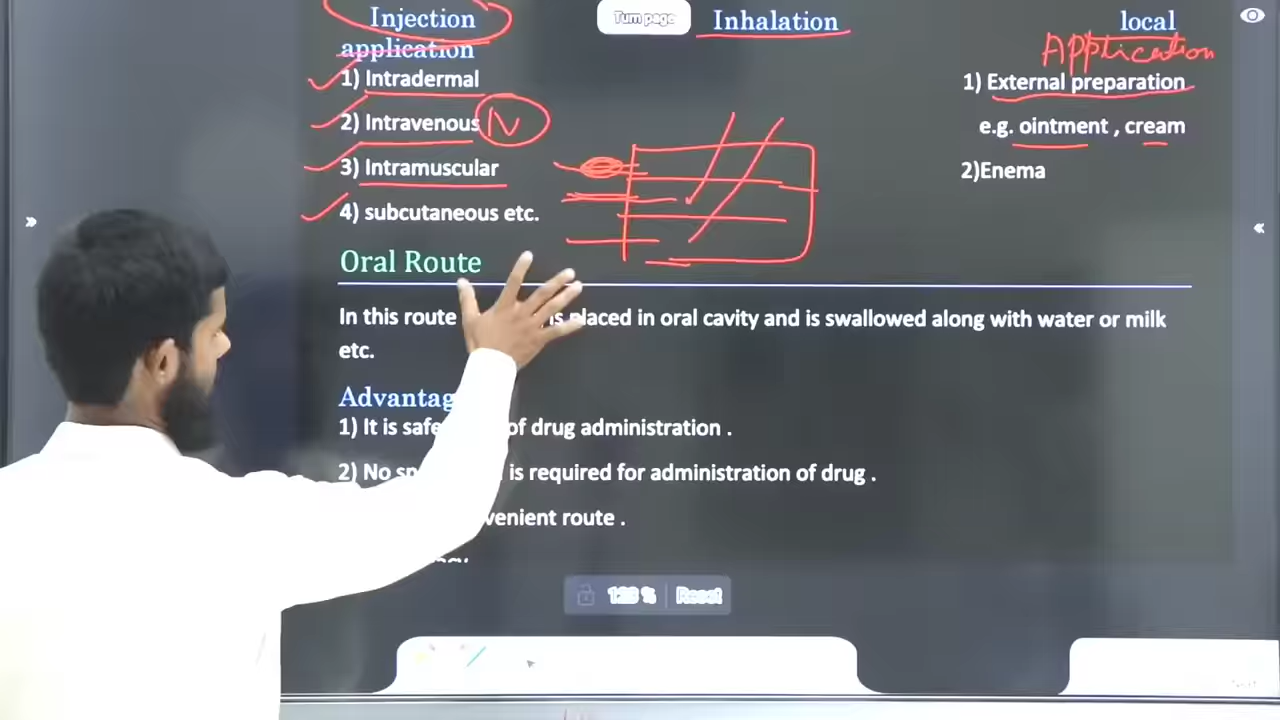 Injection Inhalation local
Turn page
application Application
1) Intradermal 1) External preparation
2) Intravenous IV e.g. ointment , cream
3) Intramuscular 2)Enema
4) subcutaneous etc.
Oral Route
In this route is placed in oral cavity and is swallowed along with water or milk
etc.
1) It is safe of drug administration .
2) No is required for administration of drug .
route .
123 % Reset